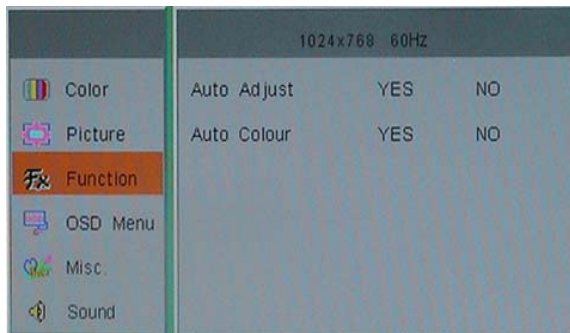 1024x768 60Hz
Color
Picture
Function
OSD Menu
Misc.
Sound
Auto Adjust YES NO
Auto Colour YES NO